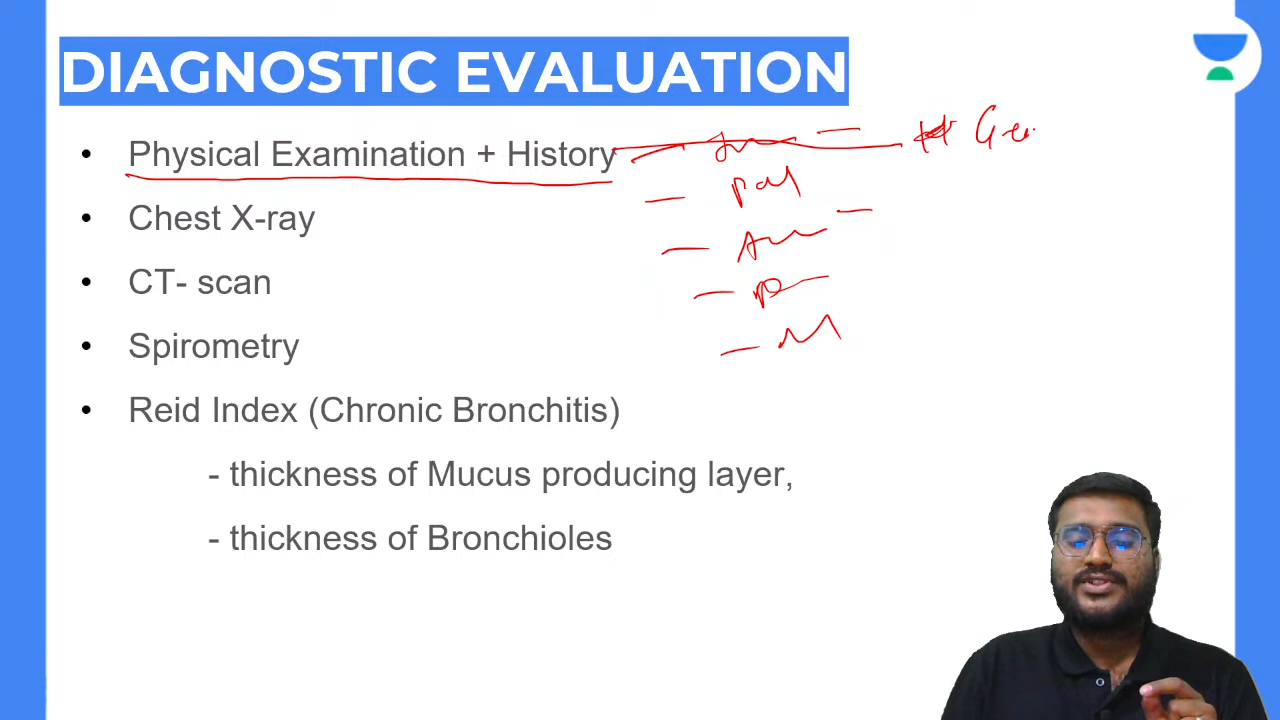 DIAGNOSTIC EVALUATION
• Physical Examination + History
• Chest X-ray
• CT- scan
• Spirometry
• Reid Index (Chronic Bronchitis)
- thickness of Mucus producing layer,
- thickness of Bronchioles